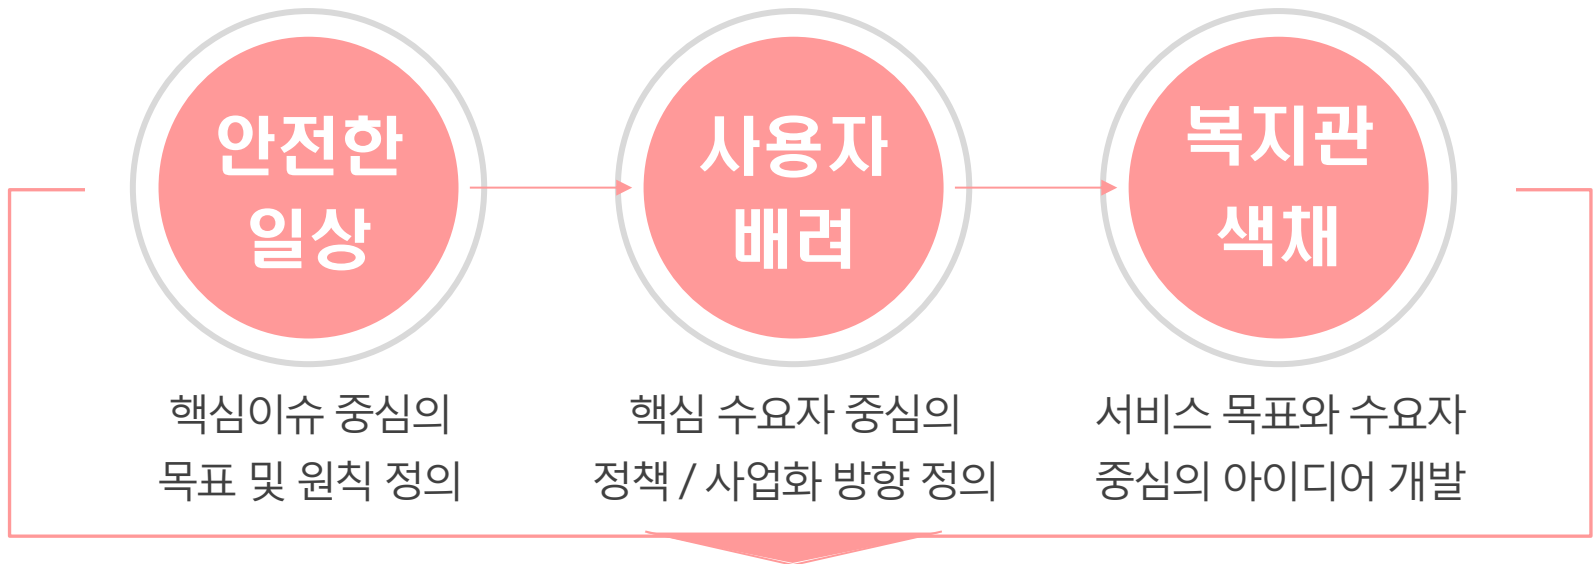 안전한
일상
사용자
배려
복지관
색채
핵심이슈 중심의
목표 및 원칙 정의
핵심 수요자 중심의
정책 / 사업화 방향 정의
서비스 목표와 수요자
중심의 아이디어 개발